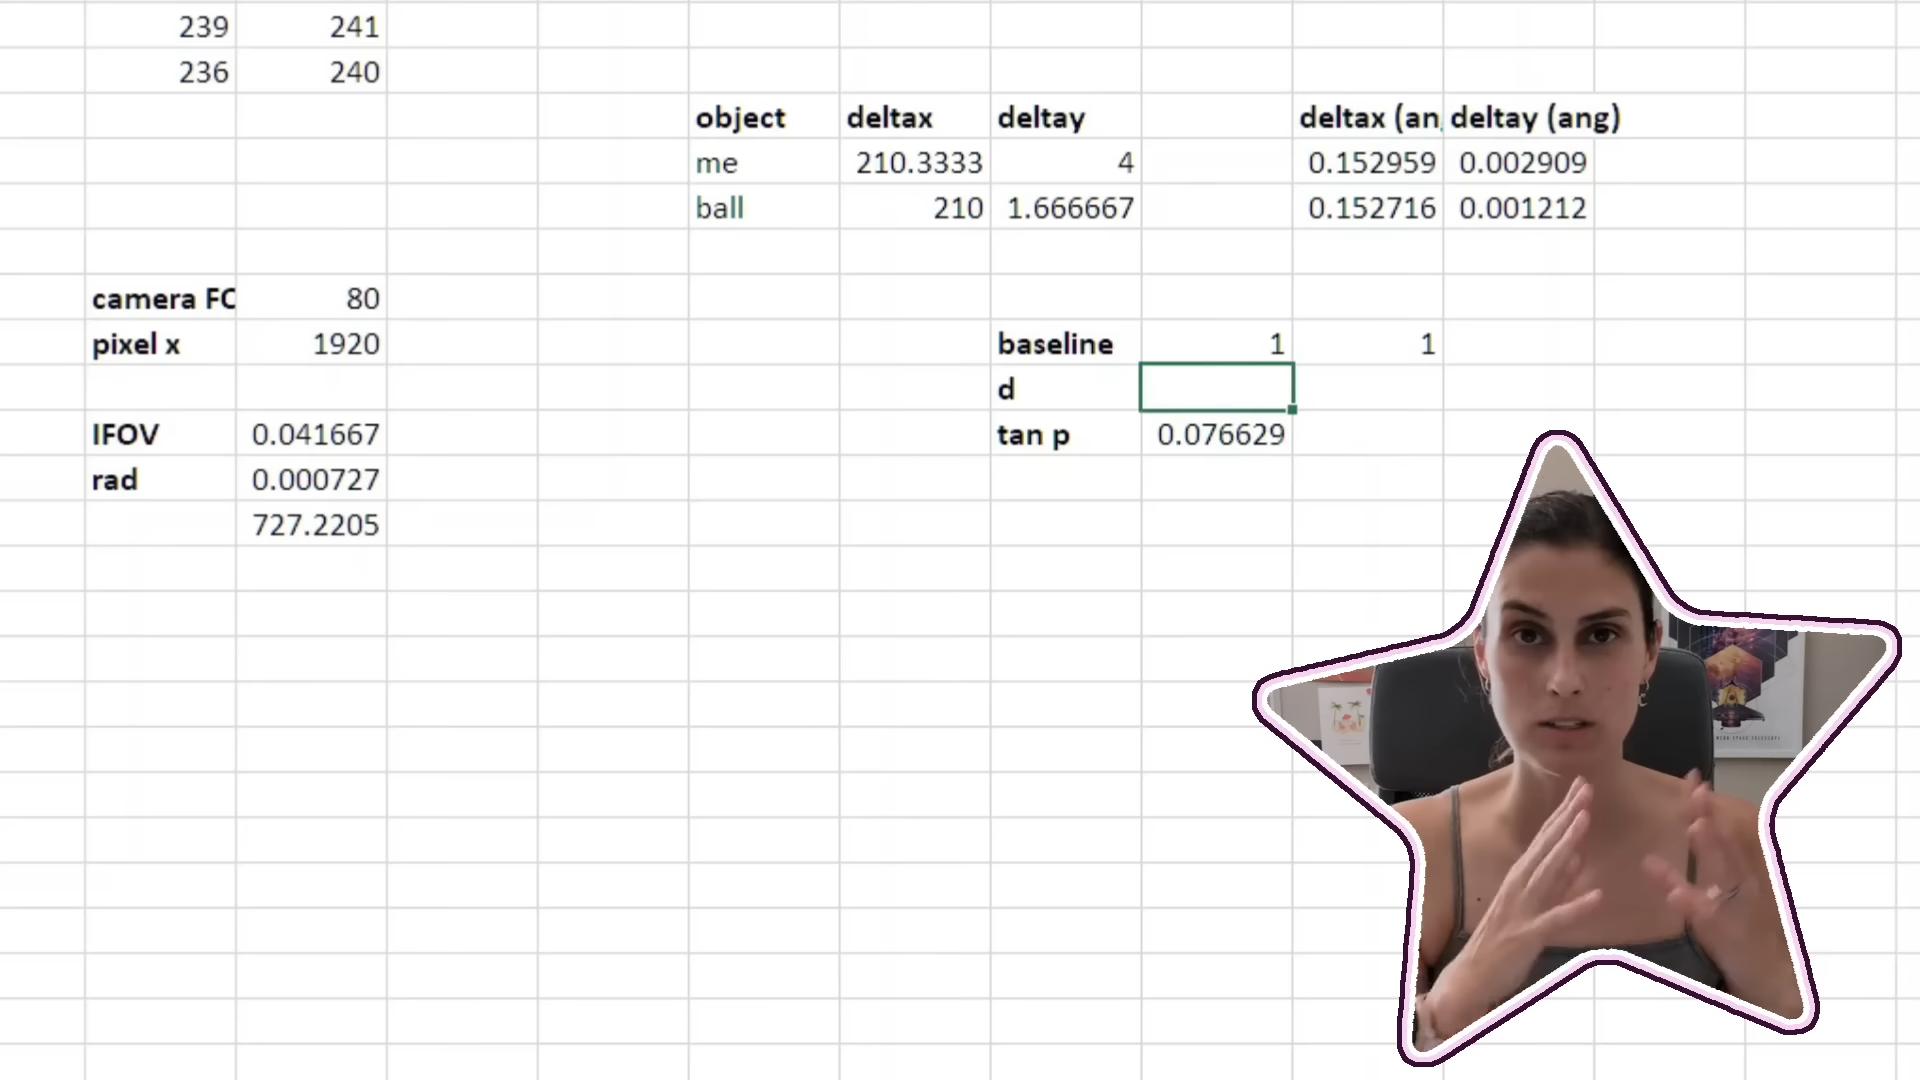 239 241
236 240
object deltax deltay deltax (an deltay (ang)
me 210.3333 4 0.152959 0.002909
ball 210 1.666667 0.152716 0.001212
camera FO 80
pixel x 1920
baseline 1 1
d
IFOV 0.041667
tan p 0.076629
rad 0.000727
727.2205